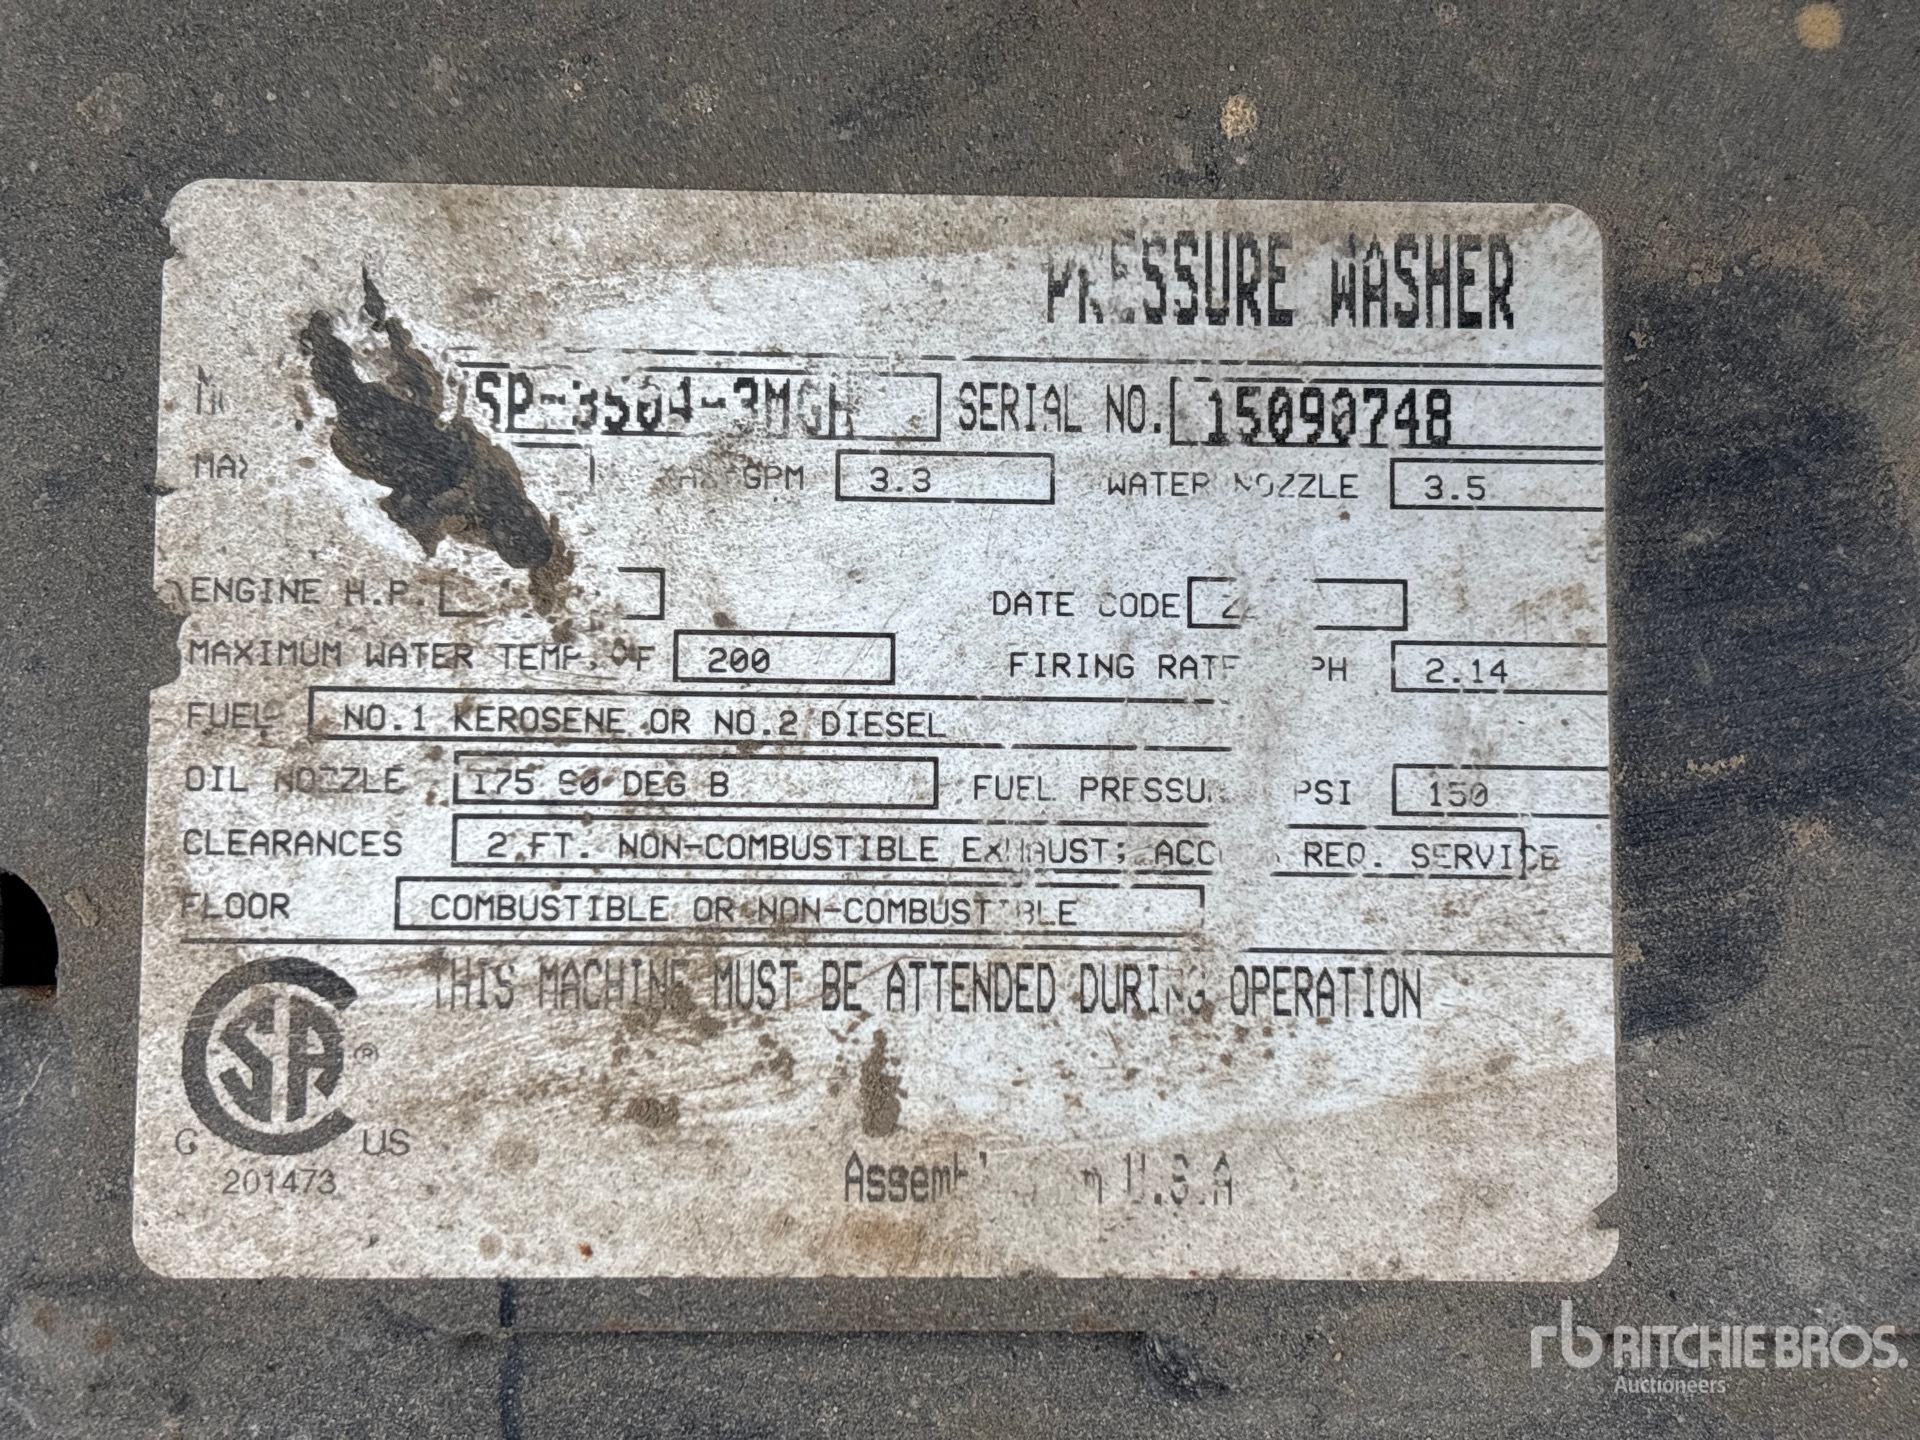 PRESSURE WASHER
SP-3504-3MGH SERIAL NO. 15090748
GPM 3.3 WATER NOZZLE 3.5
ENGINE H.P. DATE CODE
MAXIMUM WATER TEMP. °F 200 FIRING RATE PH 2.14
FUEL NO.1 KEROSENE OR NO.2 DIESEL
OIL NOZZLE 175 90 DEG B FUEL PRESSU PSI 150
CLEARANCES 2 FT. NON-COMBUSTIBLE EXHAUST; ACC REQ. SERVICE
FLOOR COMBUSTIBLE OR NON-COMBUSTIBLE
THIS MACHINE MUST BE ATTENDED DURING OPERATION
CSA ®
C US
201473
U.S.A
rb RITCHIE BROS.
Auctioneers